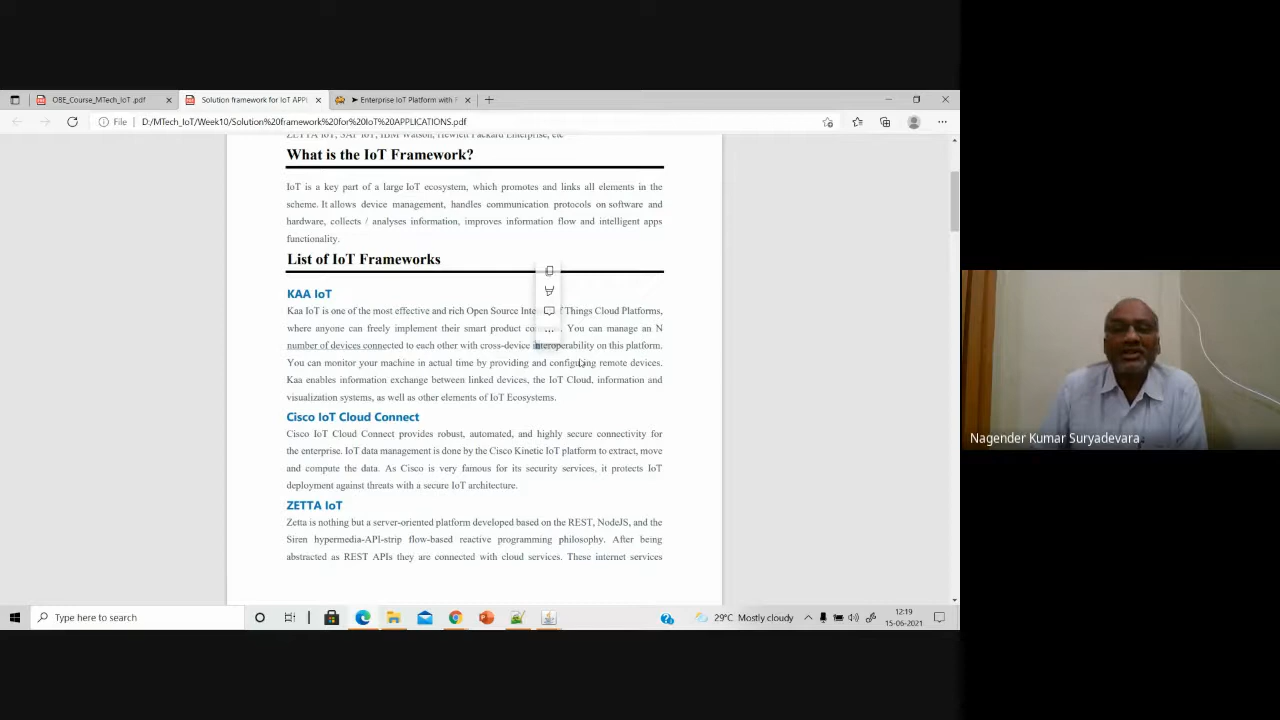 OBE_Course_MTech_IoT .pdf
Solution framework for IoT APPL
➤ Enterprise IoT Platform with F
File
D:/MTech_IoT/Week10/Solution%20framework%20for%20IoT%20APPLICATIONS.pdf
ZETTA IoT, SAP IoT, IBM Watson, Hewlett Packard Enterprise, etc
What is the IoT Framework?
IoT is a key part of a large IoT ecosystem, which promotes and links all elements in the
scheme. It allows device management, handles communication protocols on software and
hardware, collects / analyses information, improves information flow and intelligent apps
functionality.
List of IoT Frameworks
KAA IoT
Kaa IoT is one of the most effective and rich Open Source Inte f Things Cloud Platforms,
where anyone can freely implement their smart product co . You can manage an N
number of devices connected to each other with cross-device interoperability on this platform.
You can monitor your machine in actual time by providing and configuring remote devices.
Kaa enables information exchange between linked devices, the IoT Cloud, information and
visualization systems, as well as other elements of IoT Ecosystems.
Cisco IoT Cloud Connect
Cisco IoT Cloud Connect provides robust, automated, and highly secure connectivity for
the enterprise. IoT data management is done by the Cisco Kinetic IoT platform to extract, move
and compute the data. As Cisco is very famous for its security services, it protects IoT
deployment against threats with a secure IoT architecture.
ZETTA IoT
Zetta is nothing but a server-oriented platform developed based on the REST, NodeJS, and the
Siren hypermedia-API-strip flow-based reactive programming philosophy. After being
abstracted as REST APIs they are connected with cloud services. These internet services
Nagender Kumar Suryadevara
Type here to search
29°C Mostly cloudy
12:19
15-06-2021